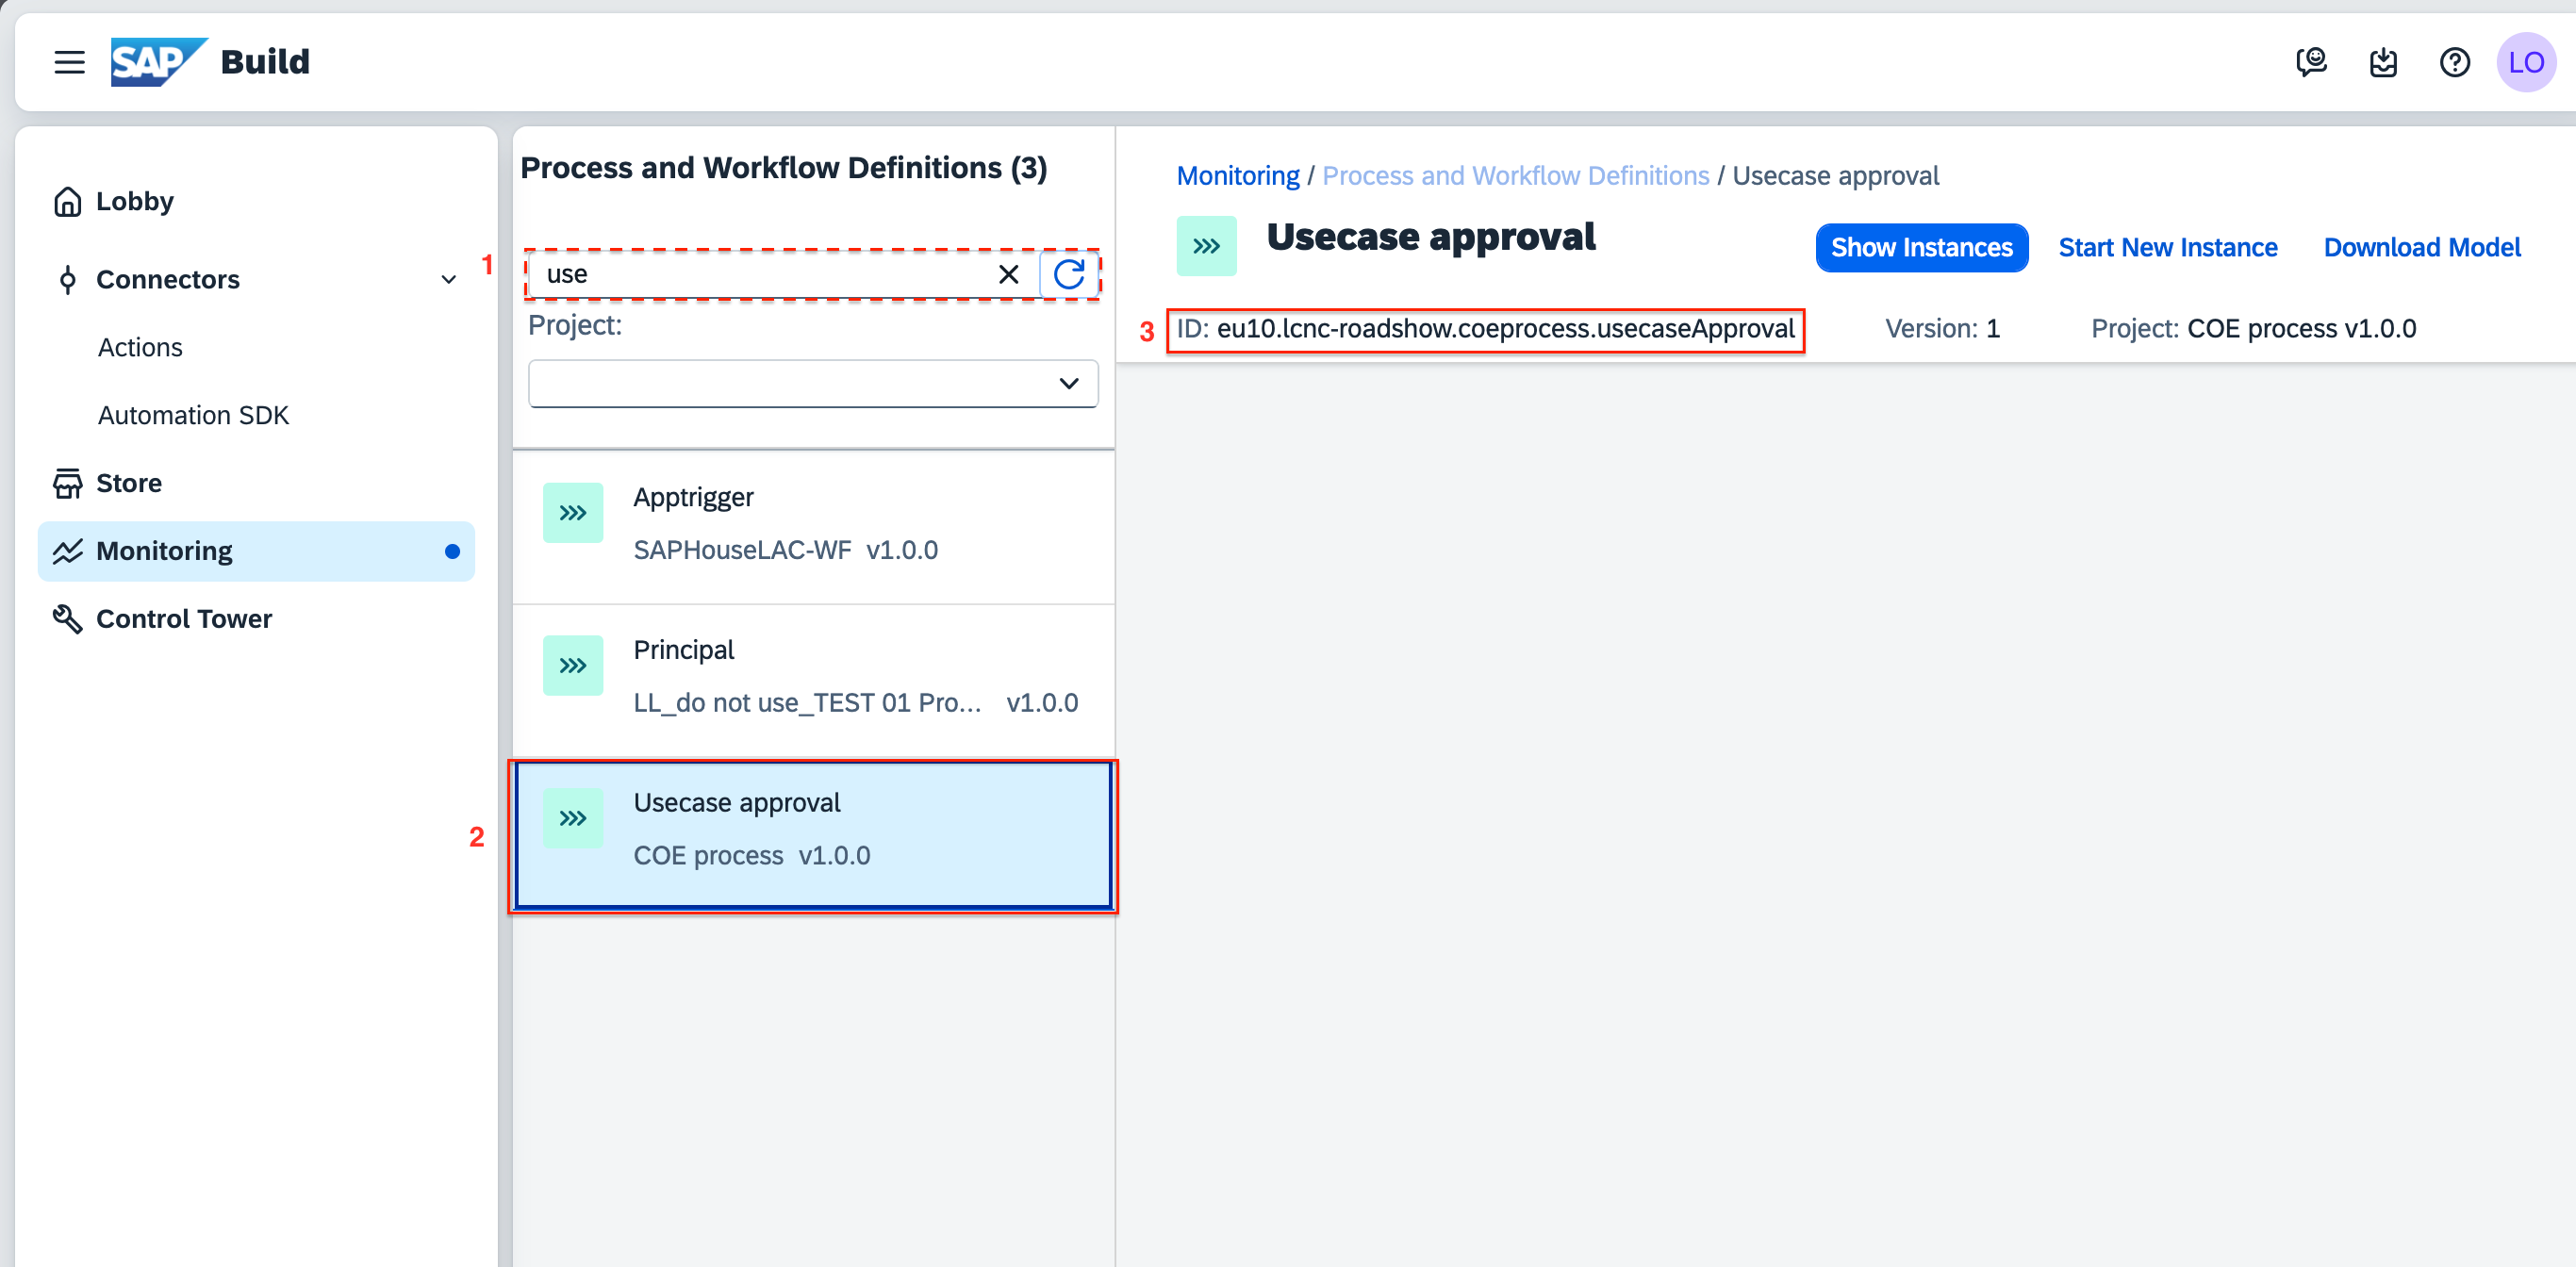 SAP Build
LO
Lobby
Connectors
Actions
Automation SDK
Store
Monitoring
Control Tower
Process and Workflow Definitions (3)
1
use
Project:
Apptrigger
SAPHouseLAC-WF v1.0.0
Principal
LL_do not use_TEST 01 Pro... v1.0.0
2
Usecase approval
COE process v1.0.0
Monitoring / Process and Workflow Definitions / Usecase approval
Usecase approval
Show Instances Start New Instance Download Model
3 ID: eu10.lcnc-roadshow.coeprocess.usecaseApproval Version: 1 Project: COE process v1.0.0